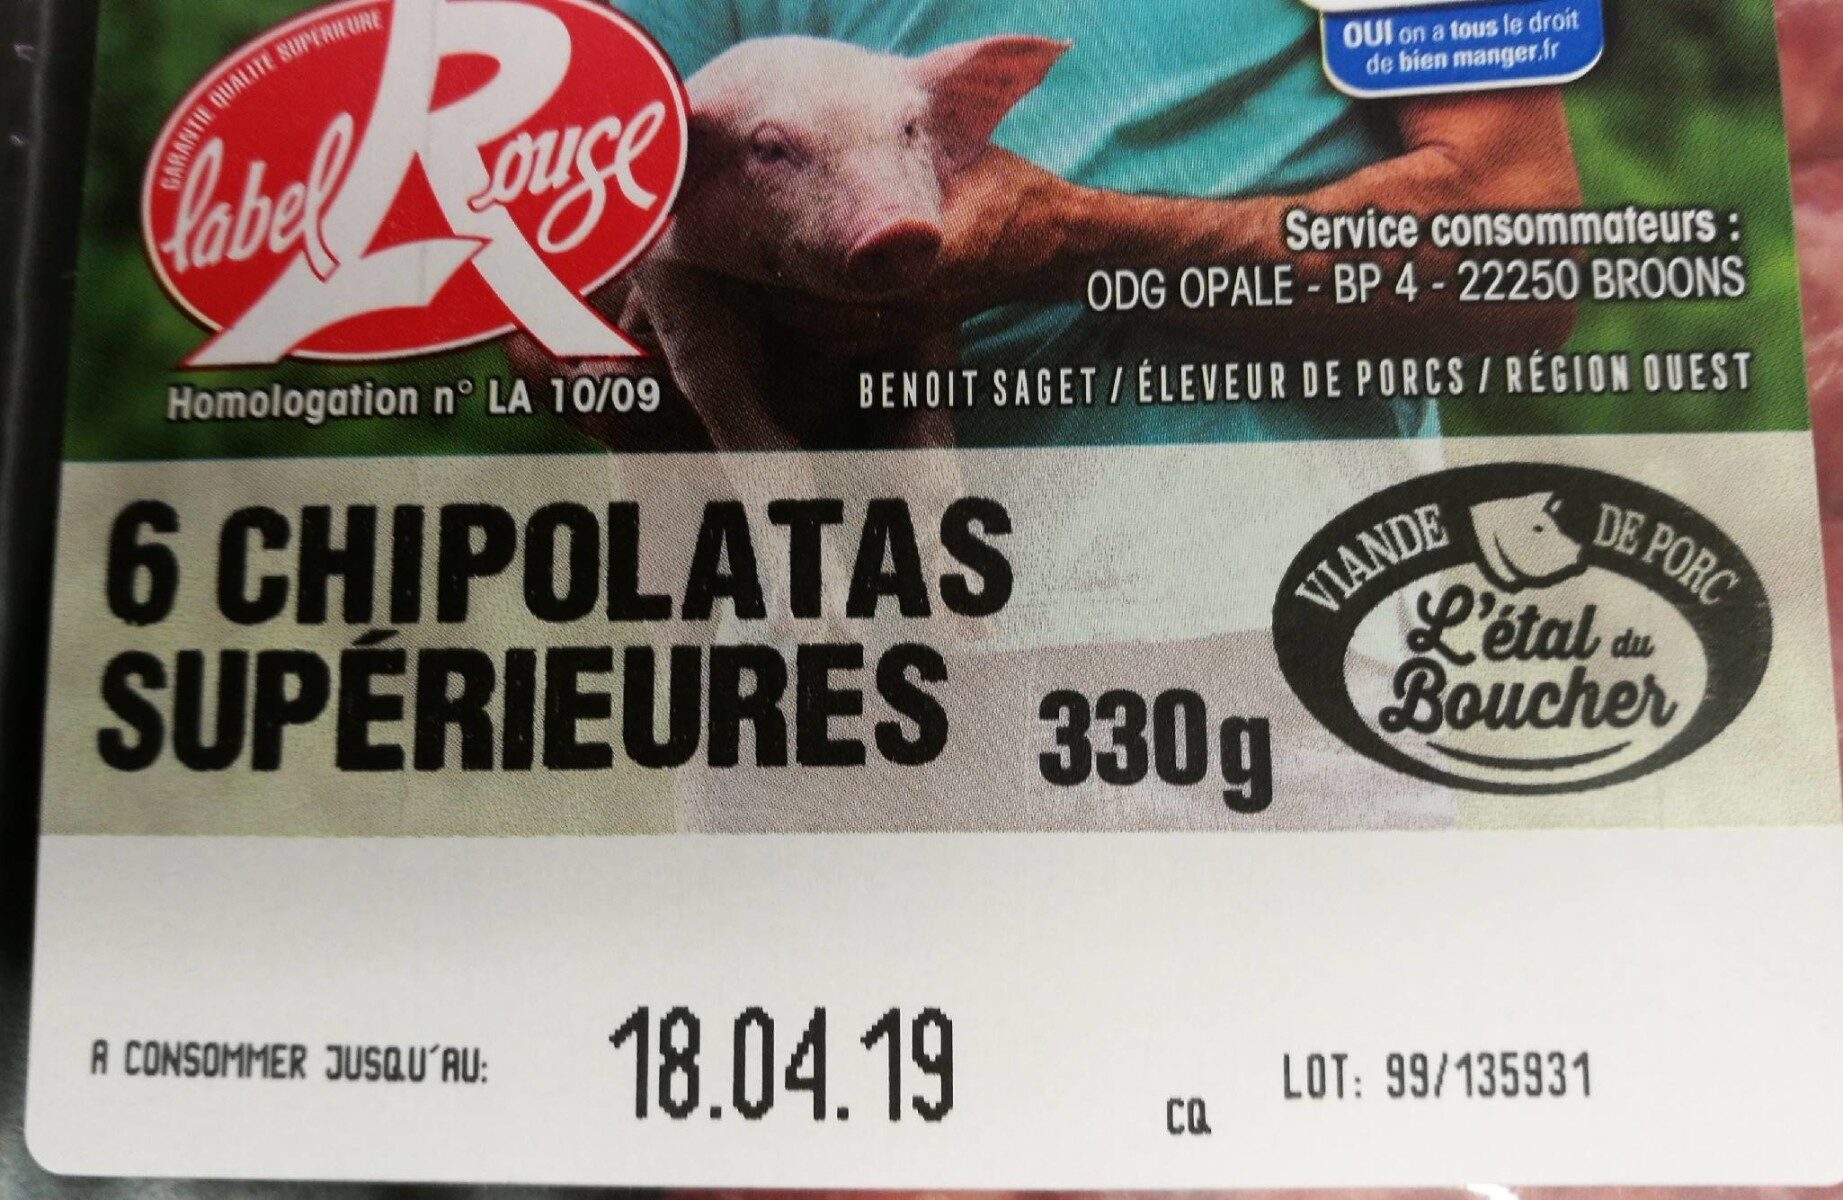 GARANTIE QUALITÉ SUPÉRIEURE
label Rouge
OUI on a tous le droit
de bien manger.fr
Service consommateurs :
ODG OPALE - BP 4 - 22250 BROONS
Homologation n° LA 10/09
BENOIT SAGET / ÉLEVEUR DE PORCS / RÉGION OUEST
6 CHIPOLATAS
SUPÉRIEURES
330g
VIANDE DE PORC
L'étal du
Boucher
A CONSOMMER JUSQU'AU:
18.04.19
CQ
LOT: 99/135931